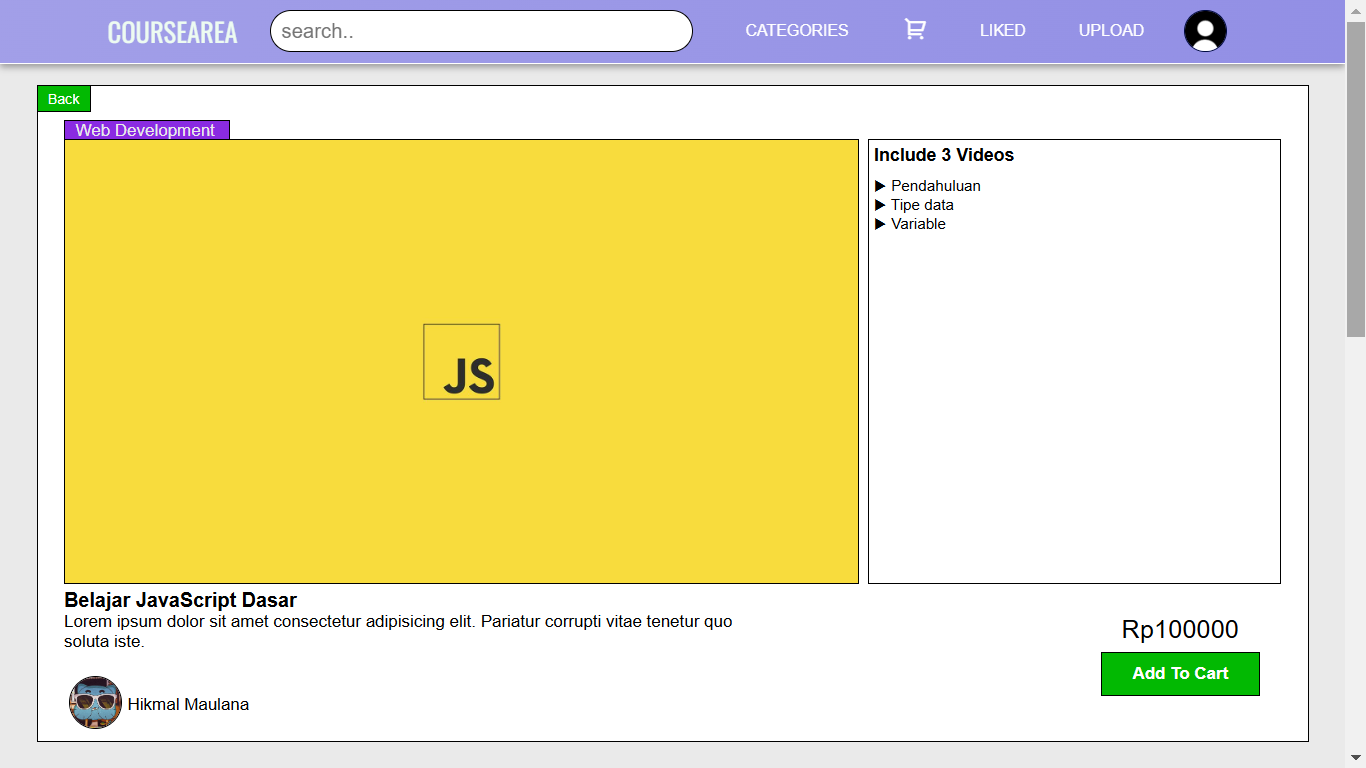 COURSEAREA
search..
CATEGORIES
LIKED
UPLOAD
Back
Web Development
JS
Include 3 Videos
Pendahuluan
Tipe data
Variable
Belajar JavaScript Dasar
Lorem ipsum dolor sit amet consectetur adipisicing elit. Pariatur corrupti vitae tenetur quo
soluta iste.
Rp100000
Add To Cart
Hikmal Maulana